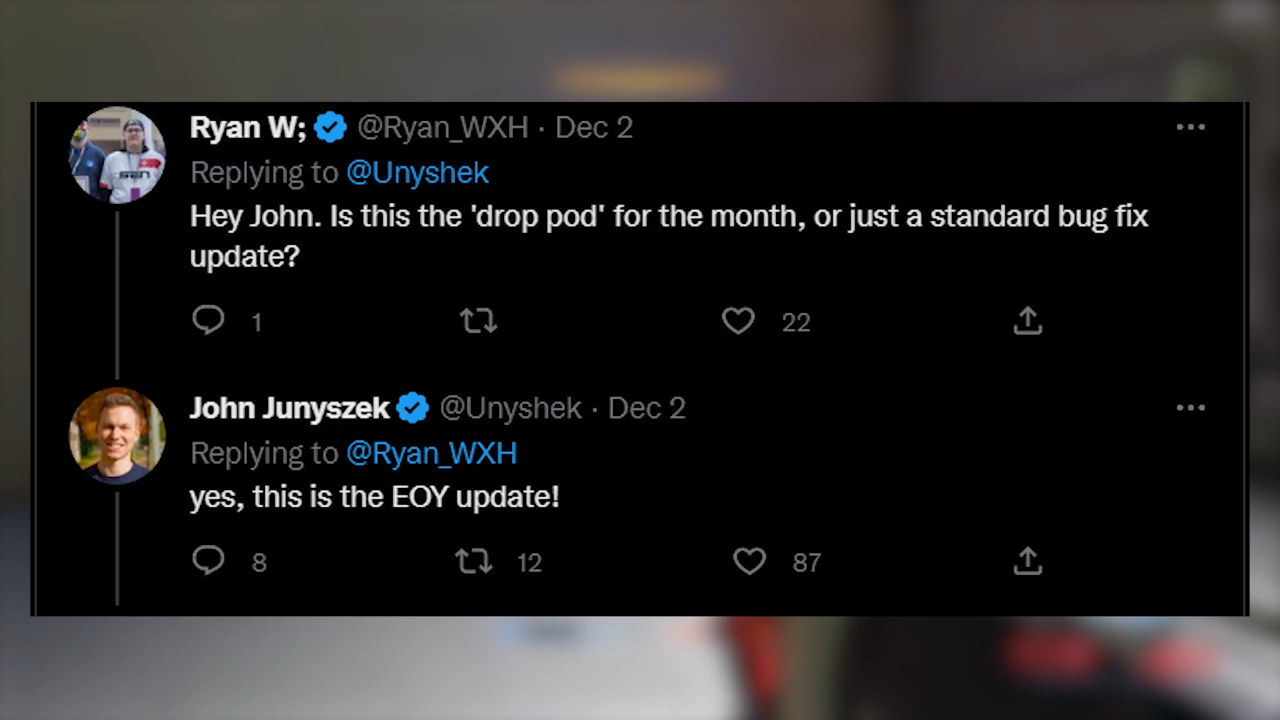 Ryan W; @Ryan_WXH · Dec 2
Replying to @Unyshek
Hey John. Is this the 'drop pod' for the month, or just a standard bug fix
update?
1 22
John Junyszek @Unyshek · Dec 2
Replying to @Ryan_WXH
yes, this is the EOY update!
8 12 87